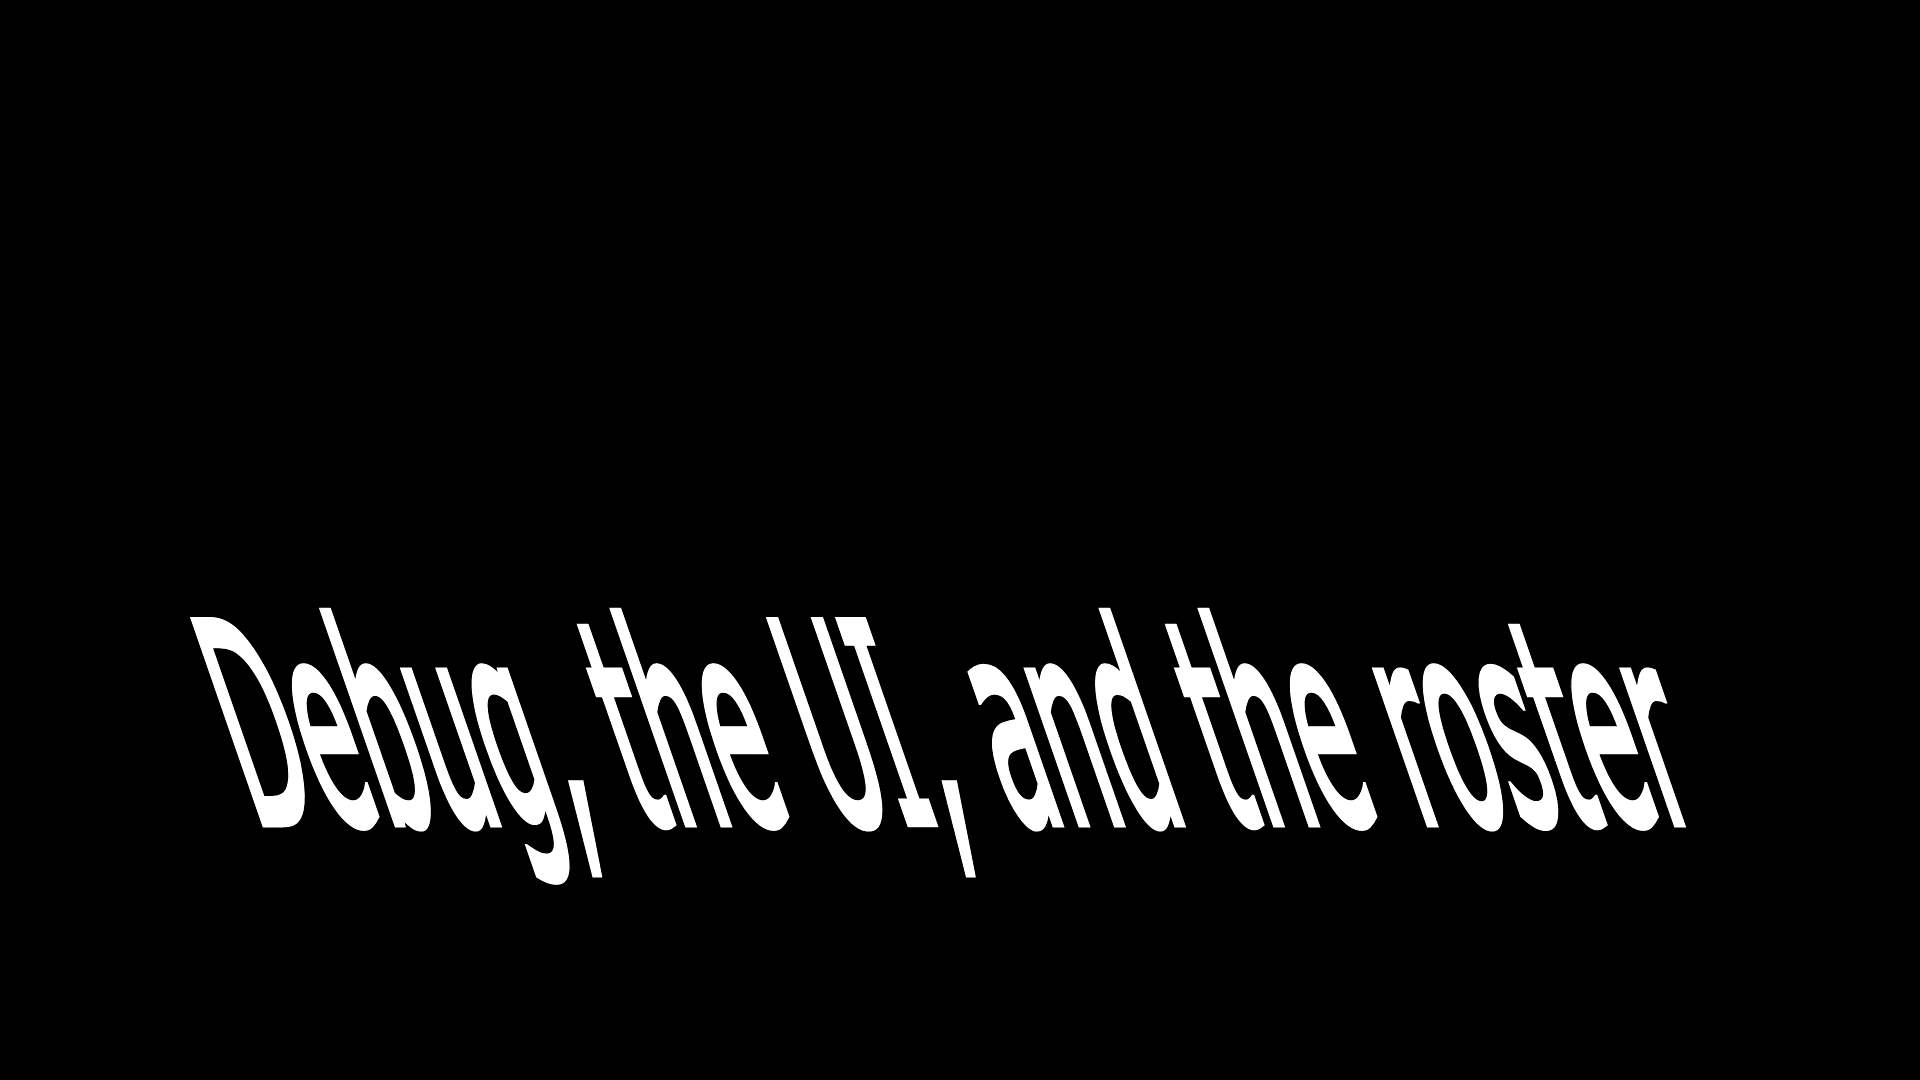 Debug, the UI, and the roster